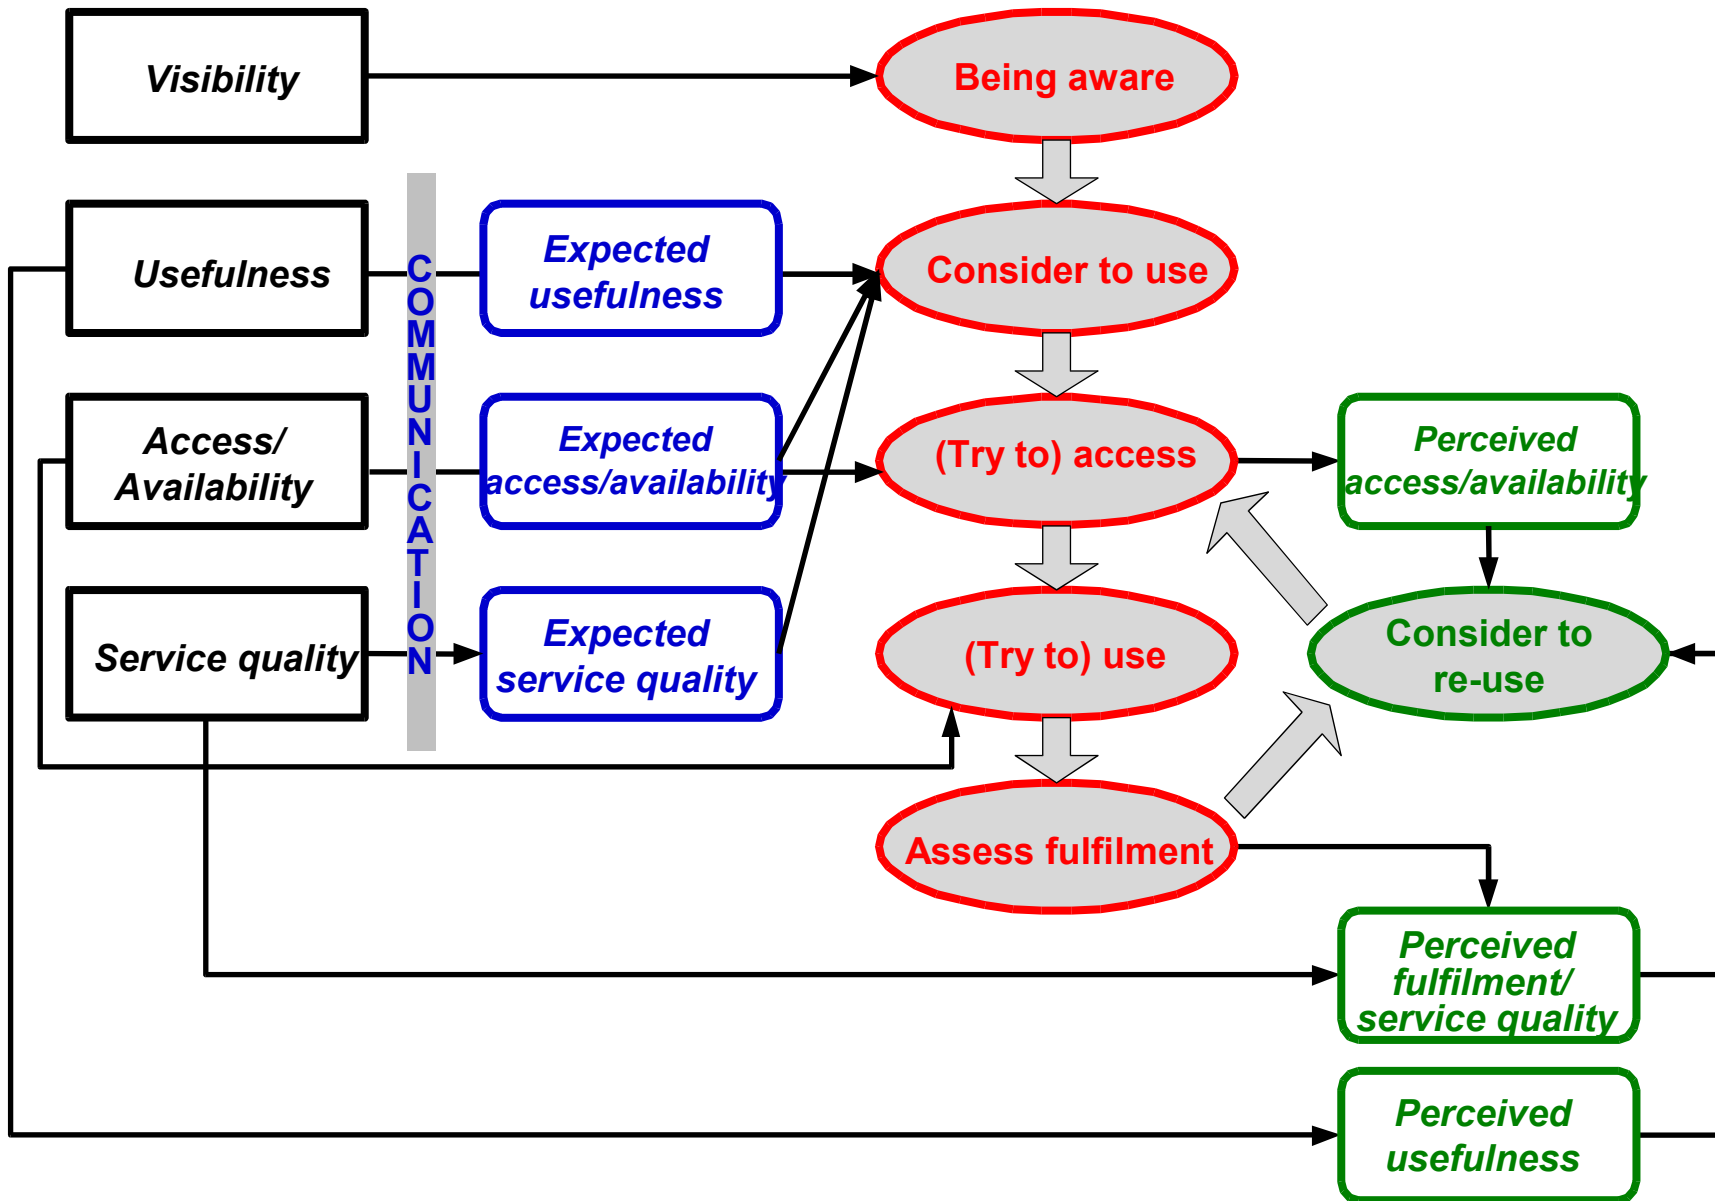 Visibility
Being aware
Usefulness
COMMUNICATION
Expected
usefulness
Consider to use
Access/
Availability
Expected
access/availability
(Try to) access
Perceived
access/availability
Service quality
Expected
service quality
(Try to) use
Consider to
re-use
Assess fulfilment
Perceived
fulfilment/
service quality
Perceived
usefulness